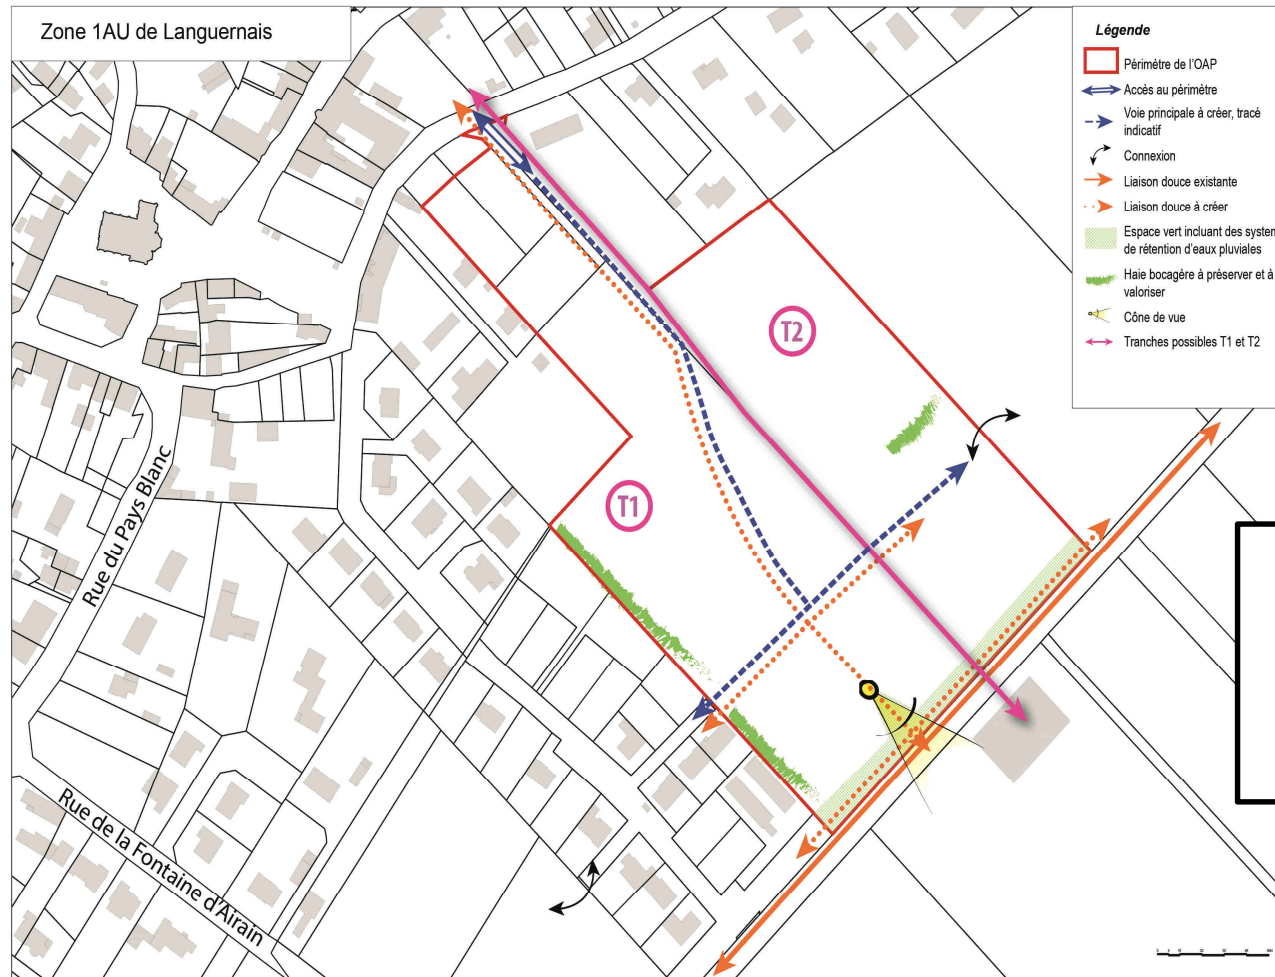 Zone 1AU de Languernais
Légende
Périmètre de l'OAP
Accès au périmètre
Voie principale à créer, tracé
indicatif
Connexion
Liaison douce existante
Liaison douce à créer
Espace vert incluant des system
de rétention d'eaux pluviales
Haie bocagère à préserver et à
valoriser
Cône de vue
Tranches possibles T1 et T2
T2
T1
Rue du Pays Blanc
Rue de la Fontaine d'Airain